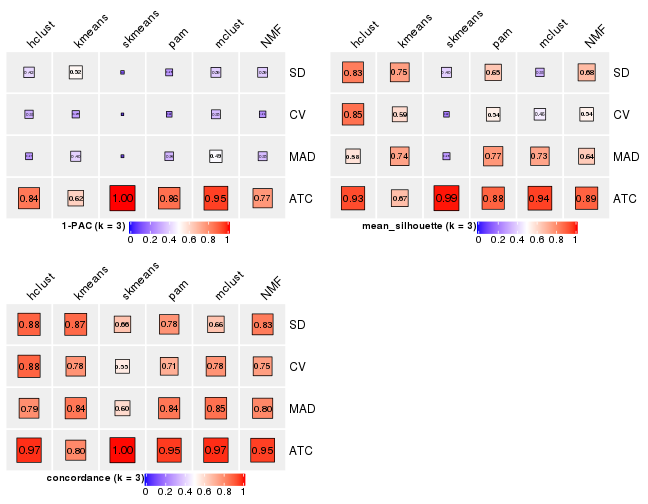 hclust kmeans skmeans pam mclust NMF
0.52 SD
CV
0.49 MAD
0.84 0.62 1.00 0.86 0.95 0.77 ATC
1-PAC (k = 3)
0 0.2 0.4 0.6 0.8 1
hclust kmeans skmeans pam mclust NMF
0.83 0.75 0.65 0.68 SD
0.85 0.59 0.54 0.54 CV
0.58 0.74 0.77 0.73 0.64 MAD
0.93 0.67 0.99 0.88 0.94 0.89 ATC
mean_silhouette (k = 3)
0 0.2 0.4 0.6 0.8 1
hclust kmeans skmeans pam mclust NMF
0.88 0.87 0.66 0.78 0.66 0.83 SD
0.88 0.78 0.55 0.71 0.78 0.75 CV
0.79 0.84 0.60 0.84 0.85 0.80 MAD
0.97 0.80 1.00 0.95 0.97 0.95 ATC
concordance (k = 3)
0 0.2 0.4 0.6 0.8 1